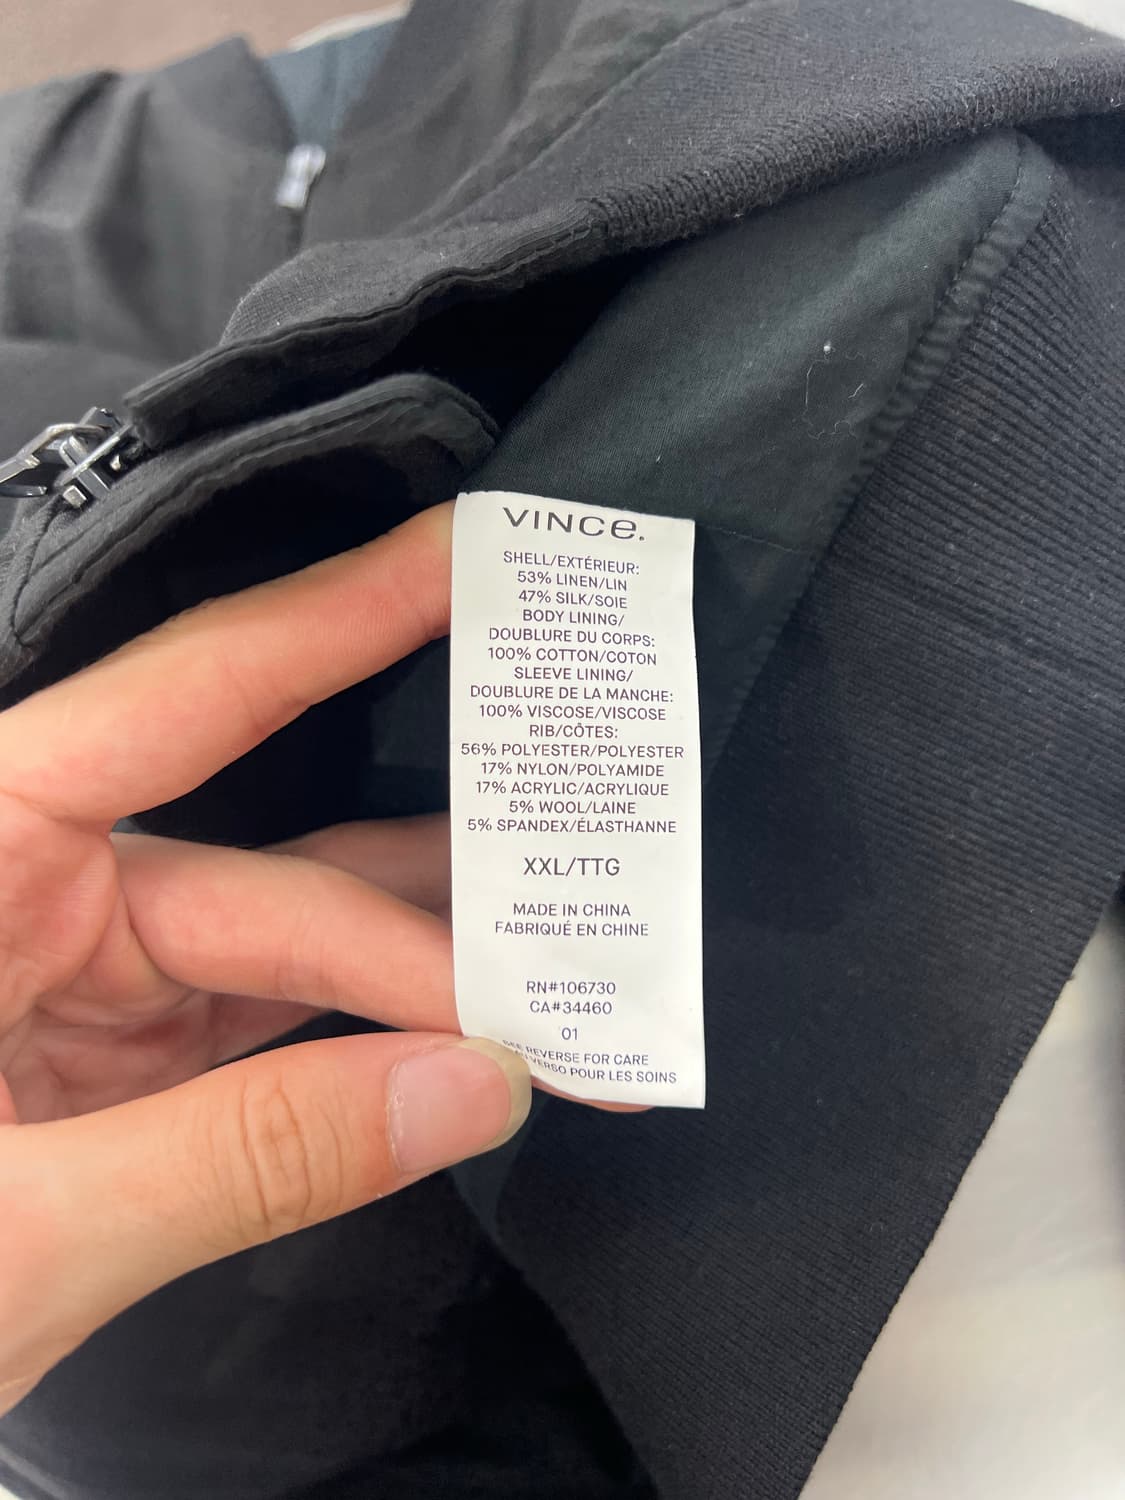 VINCE.
SHELL/EXTÉRIEUR:
53% LINEN/LIN
47% SILK/SOIE
BODY LINING/
DOUBLURE DU CORPS:
100% COTTON/COTON
SLEEVE LINING/
DOUBLURE DE LA MANCHE:
100% VISCOSE/VISCOSE
RIB/CÔTES:
56% POLYESTER/POLYESTER
17% NYLON/POLYAMIDE
17% ACRYLIC/ACRYLIQUE
5% WOOL/LAINE
5% SPANDEX/ÉLASTHANNE
XXL/TTG
MADE IN CHINA
FABRIQUÉ EN CHINE
RN#106730
CA#34460
01
SEE REVERSE FOR CARE
VERSO POUR LES SOINS